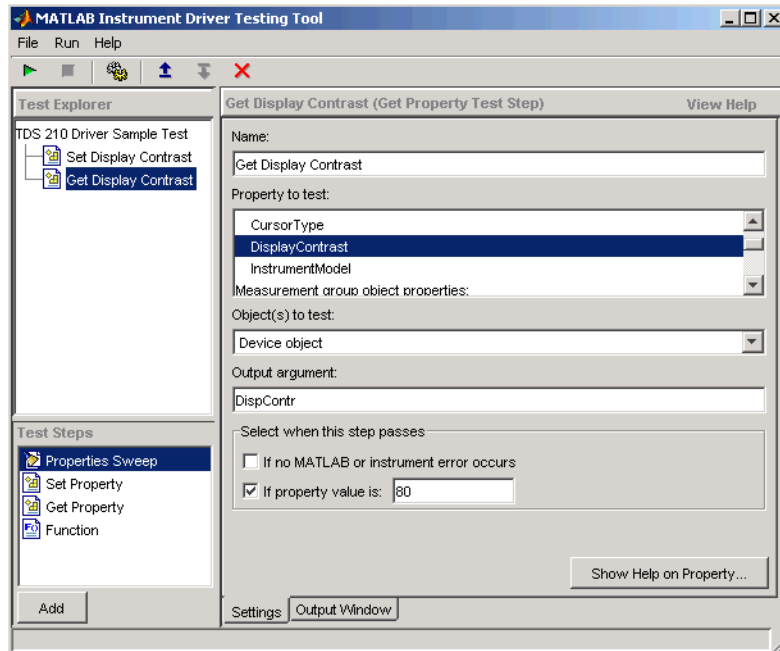 MATLAB Instrument Driver Testing Tool
File Run Help
Test Explorer
TDS 210 Driver Sample Test
Set Display Contrast
Get Display Contrast
Test Steps
Properties Sweep
Set Property
Get Property
Function
Add
Get Display Contrast (Get Property Test Step) View Help
Name:
Get Display Contrast
Property to test:
CursorType
DisplayContrast
InstrumentModel
Measurement group object properties:
Object(s) to test:
Device object
Output argument:
DispContr
Select when this step passes
If no MATLAB or instrument error occurs
If property value is: 80
Show Help on Property...
Settings Output Window